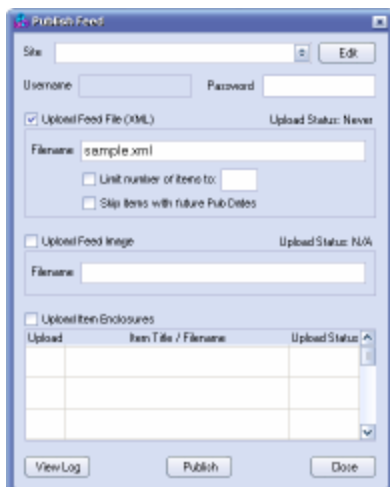 Publish Feed
Site Edit
Username Password
Upload Feed File (XML) Upload Status: Never
Filename sample.xml
Limit number of items to:
Skip items with future Pub Dates
Upload Feed Image Upload Status: N/A
Filename
Upload Item Enclosures
Upload Item Title / Filename Upload Status
View Log Publish Close